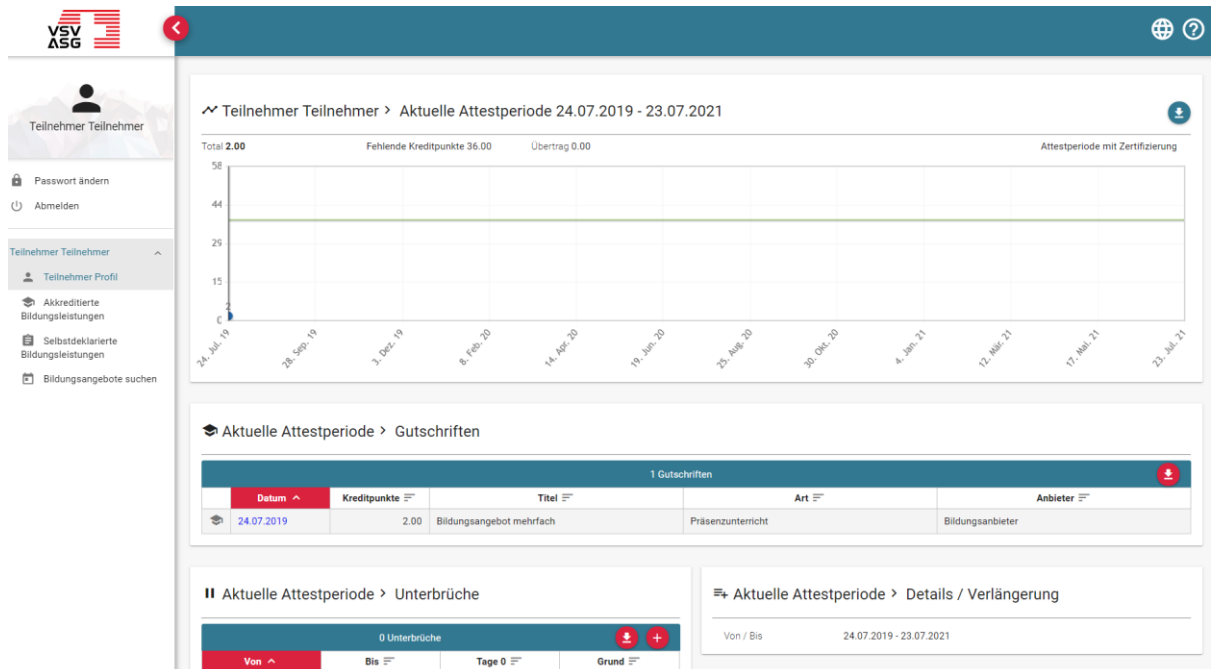 VSV
ASG
Teilnehmer Teilnehmer
Passwort ändern
Abmelden
Teilnehmer Teilnehmer
Teilnehmer Profil
Akkreditierte
Bildungsleistungen
Selbstdeklarierte
Bildungsleistungen
Bildungsangebote suchen
Teilnehmer Teilnehmer > Aktuelle Attestperiode 24.07.2019 - 23.07.2021
Total 2.00 Fehlende Kreditpunkte 36.00 Übertrag 0.00 Attestperiode mit Zertifizierung
58
44
29
15
2
0
24. Jul. 19 28. Sep. 19 3. Dez. 19 8. Feb. 20 14. Apr. 20 19. Jun. 20 25. Aug. 20 30. Okt. 20 4. Jan. 21 12. Mär. 21 17. Mai. 21 23. Jul. 21
Aktuelle Attestperiode > Gutschriften
1 Gutschriften
Datum Kreditpunkte Titel Art Anbieter
24.07.2019 2.00 Bildungsangebot mehrfach Präsenzunterricht Bildungsanbieter
Aktuelle Attestperiode > Unterbrüche
0 Unterbrüche
Von Bis Tage 0 Grund
Aktuelle Attestperiode > Details / Verlängerung
Von / Bis 24.07.2019 - 23.07.2021